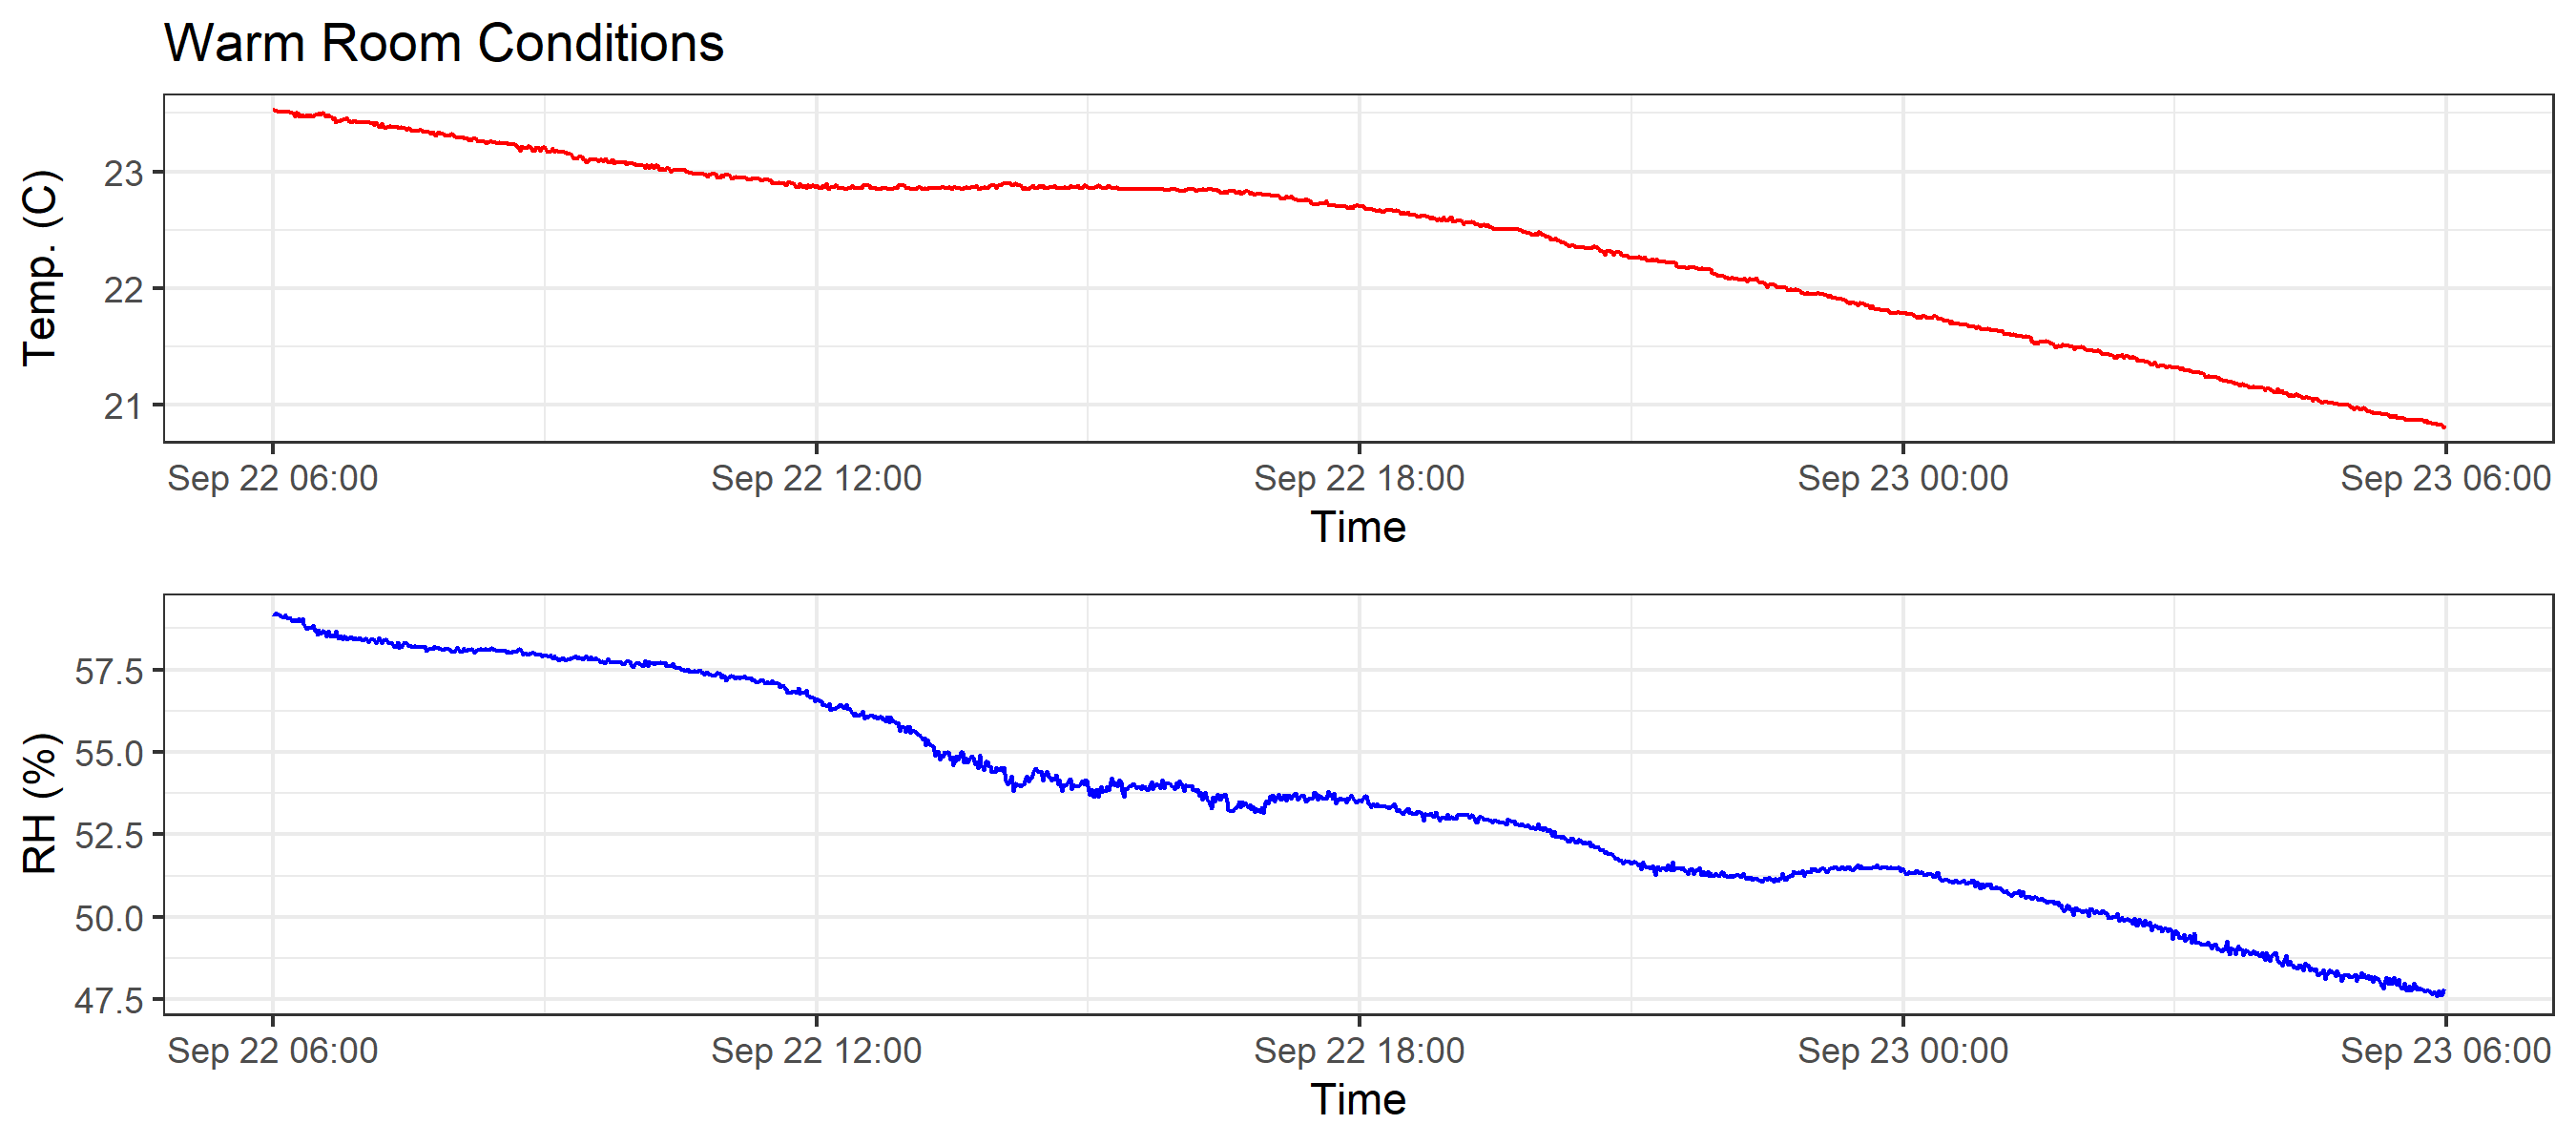 Warm Room Conditions
Temp. (C)
23
22
21
Sep 22 06:00 Sep 22 12:00 Sep 22 18:00 Sep 23 00:00 Sep 23 06:00
Time
RH (%)
57.5
55.0
52.5
50.0
47.5
Sep 22 06:00 Sep 22 12:00 Sep 22 18:00 Sep 23 00:00 Sep 23 06:00
Time